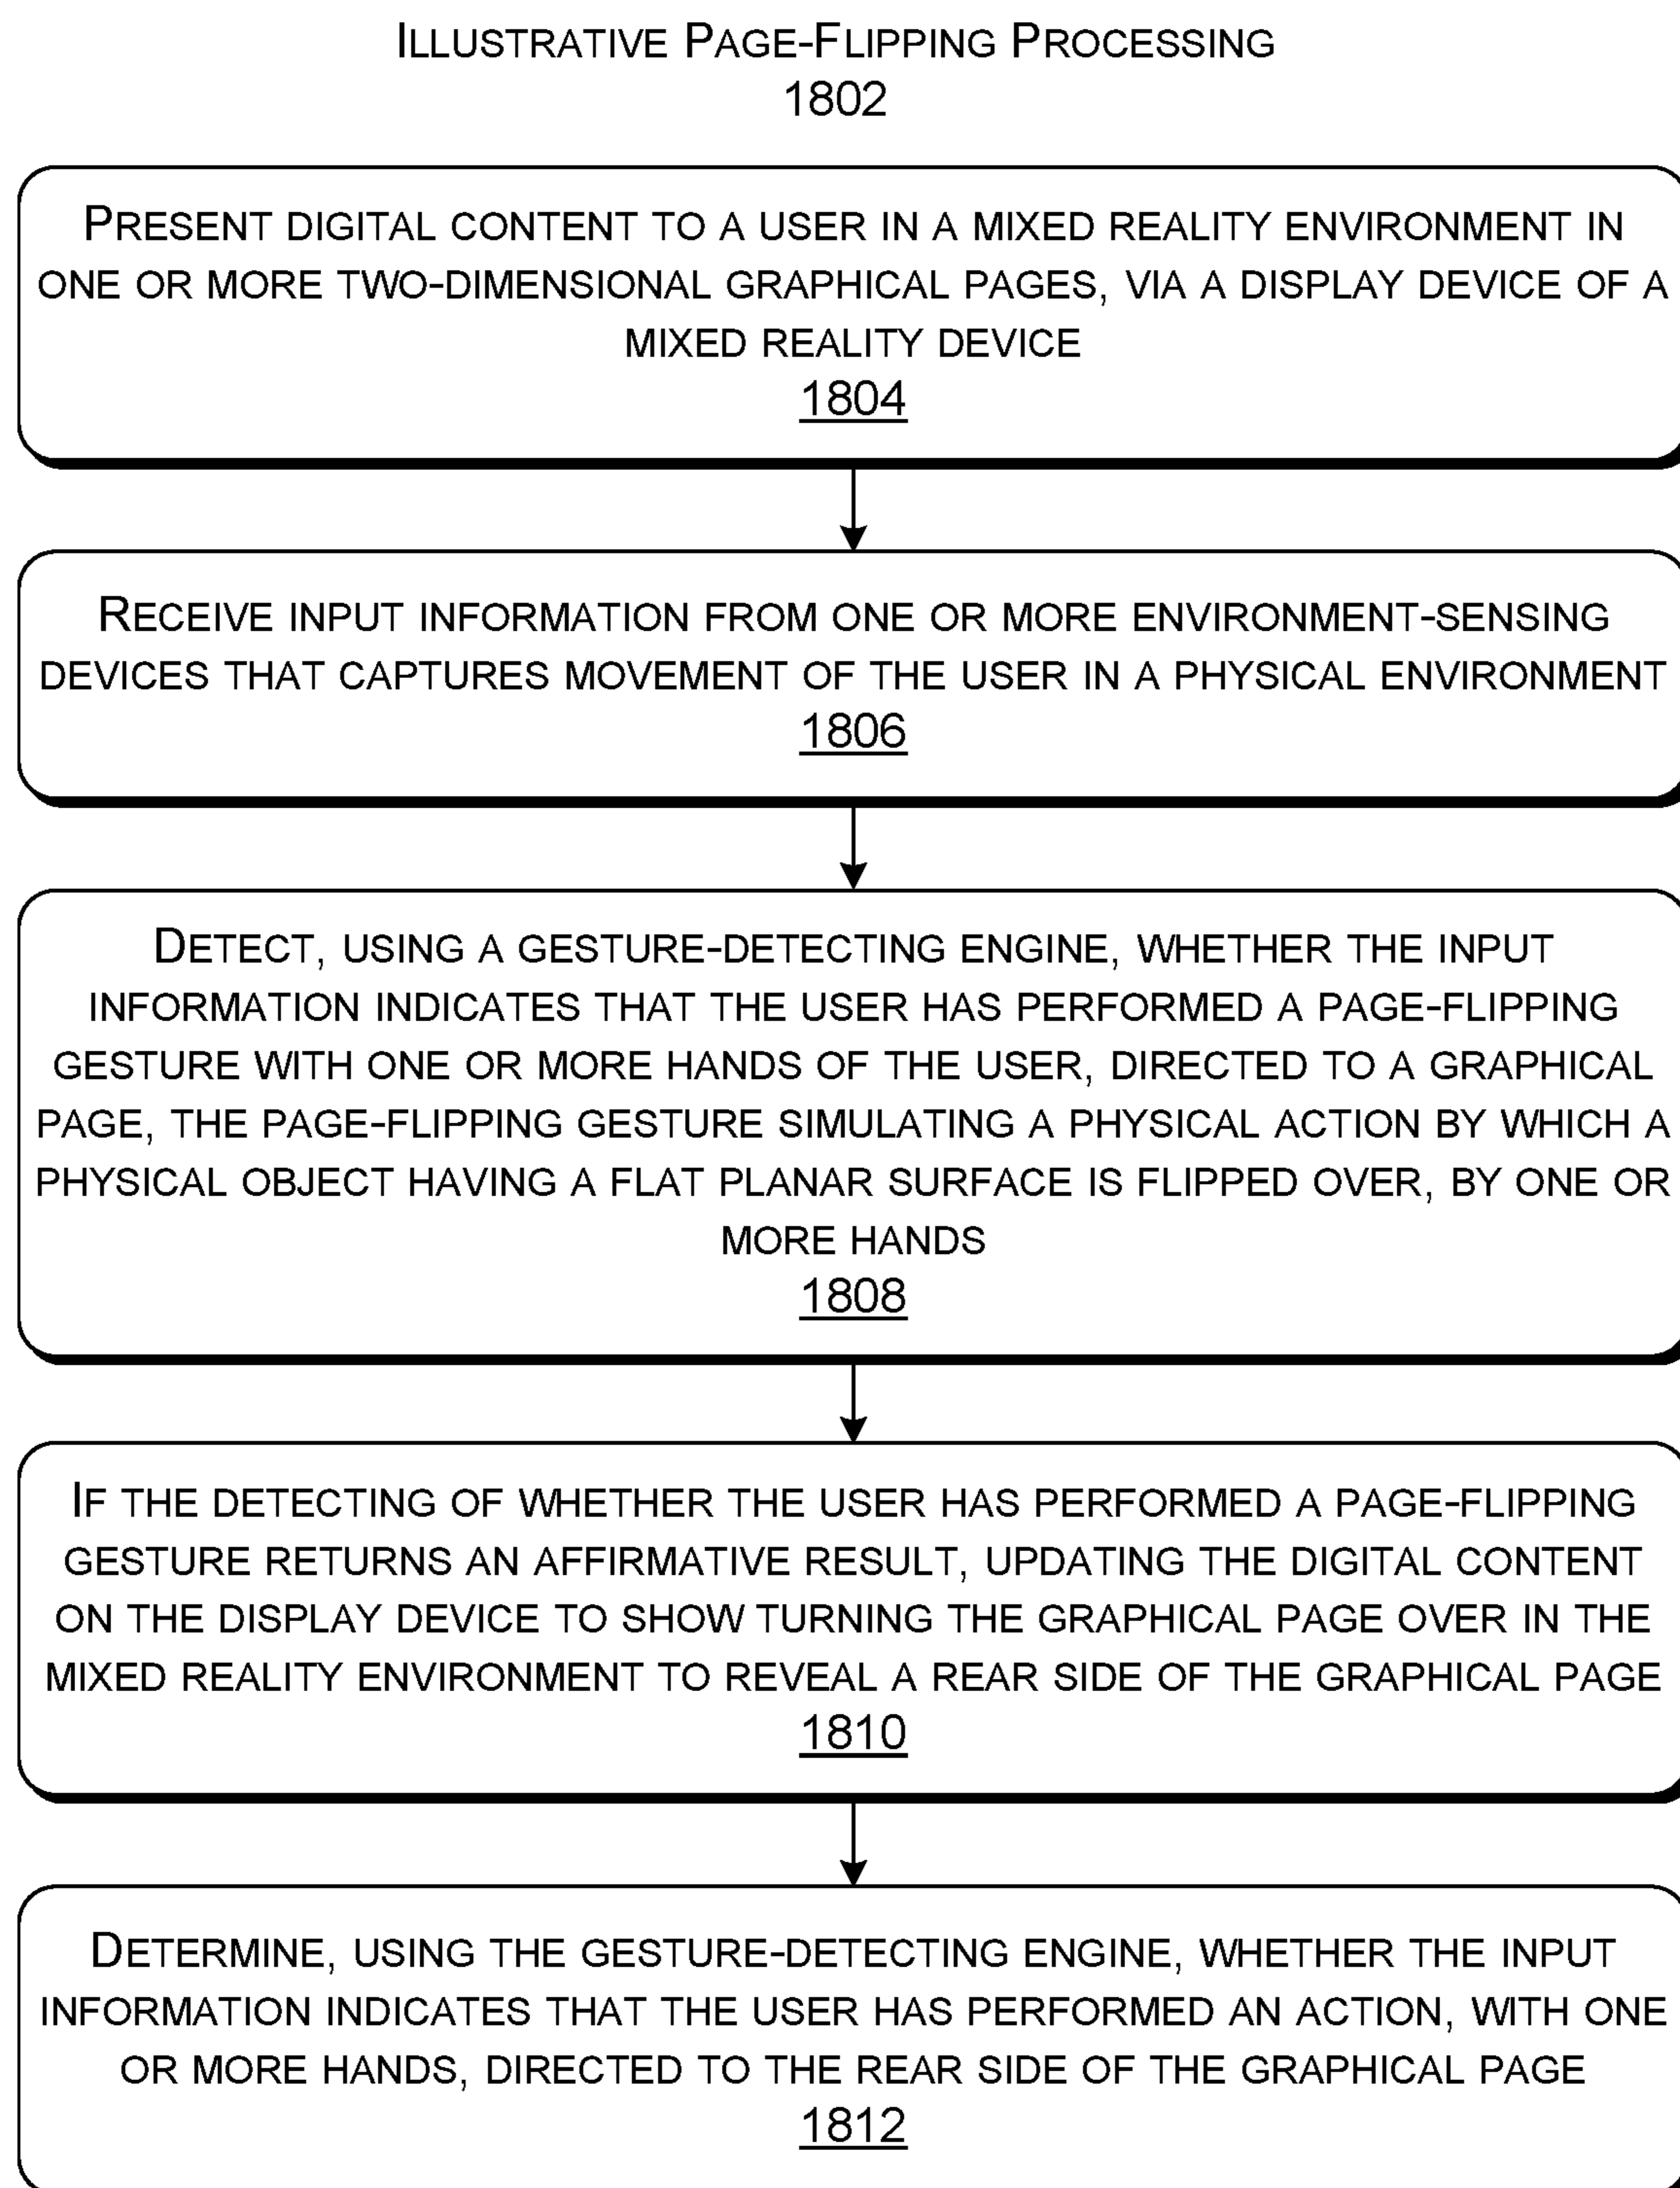 ILLUSTRATIVE PAGE-FLIPPING PROCESSING
1802
PRESENT DIGITAL CONTENT TO A USER IN A MIXED REALITY ENVIRONMENT IN
ONE OR MORE TWO-DIMENSIONAL GRAPHICAL PAGES, VIA A DISPLAY DEVICE OF A
MIXED REALITY DEVICE
1804
RECEIVE INPUT INFORMATION FROM ONE OR MORE ENVIRONMENT-SENSING
DEVICES THAT CAPTURES MOVEMENT OF THE USER IN A PHYSICAL ENVIRONMENT
1806
DETECT, USING A GESTURE-DETECTING ENGINE, WHETHER THE INPUT
INFORMATION INDICATES THAT THE USER HAS PERFORMED A PAGE-FLIPPING
GESTURE WITH ONE OR MORE HANDS OF THE USER, DIRECTED TO A GRAPHICAL
PAGE, THE PAGE-FLIPPING GESTURE SIMULATING A PHYSICAL ACTION BY WHICH A
PHYSICAL OBJECT HAVING A FLAT PLANAR SURFACE IS FLIPPED OVER, BY ONE OR
MORE HANDS
1808
IF THE DETECTING OF WHETHER THE USER HAS PERFORMED A PAGE-FLIPPING
GESTURE RETURNS AN AFFIRMATIVE RESULT, UPDATING THE DIGITAL CONTENT
ON THE DISPLAY DEVICE TO SHOW TURNING THE GRAPHICAL PAGE OVER IN THE
MIXED REALITY ENVIRONMENT TO REVEAL A REAR SIDE OF THE GRAPHICAL PAGE
1810
DETERMINE, USING THE GESTURE-DETECTING ENGINE, WHETHER THE INPUT
INFORMATION INDICATES THAT THE USER HAS PERFORMED AN ACTION, WITH ONE
OR MORE HANDS, DIRECTED TO THE REAR SIDE OF THE GRAPHICAL PAGE
1812